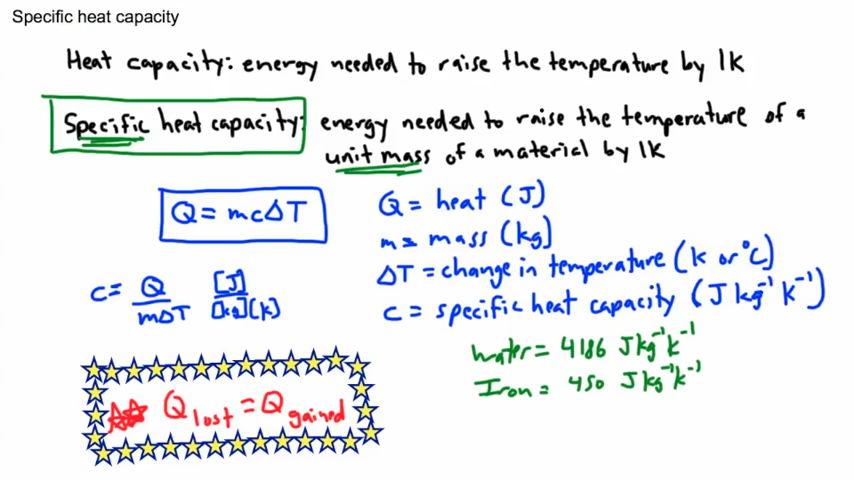 Specific heat capacity
Heat capacity: energy needed to raise the temperature by 1K
Specific heat capacity: energy needed to raise the temperature of a
unit mass of a material by 1K
Q = mcΔT
Q = heat (J)
m = mass (kg)
ΔT = change in temperature (K or °C)
c = specific heat capacity (J kg⁻¹ K⁻¹)
c = Q/mΔT [J]/[kg][K]
water = 4186 J kg⁻¹ K⁻¹
Iron = 450 J kg⁻¹ K⁻¹
Q lost = Q gained